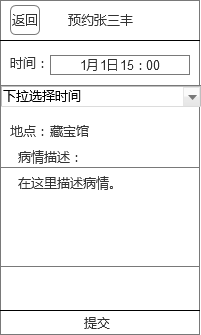 返回 预约张三丰
时间： 1月1日15：00
下拉选择时间
地点：藏宝馆
病情描述：
在这里描述病情。
提交